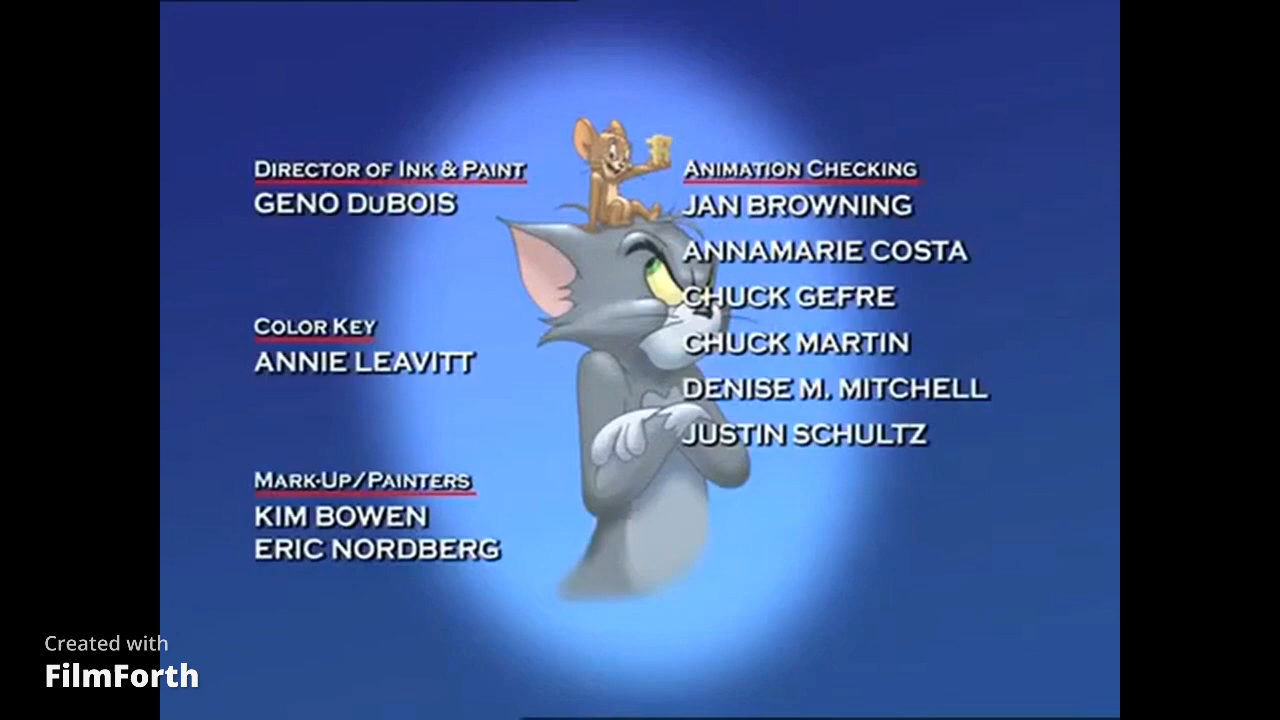 DIRECTOR OF INK & PAINT
GENO DuBOIS
COLOR KEY
ANNIE LEAVITT
MARK-UP/PAINTERS
KIM BOWEN
ERIC NORDBERG
ANIMATION CHECKING
JAN BROWNING
ANNAMARIE COSTA
CHUCK GEFRE
CHUCK MARTIN
DENISE M. MITCHELL
JUSTIN SCHULTZ
Created with
FilmForth